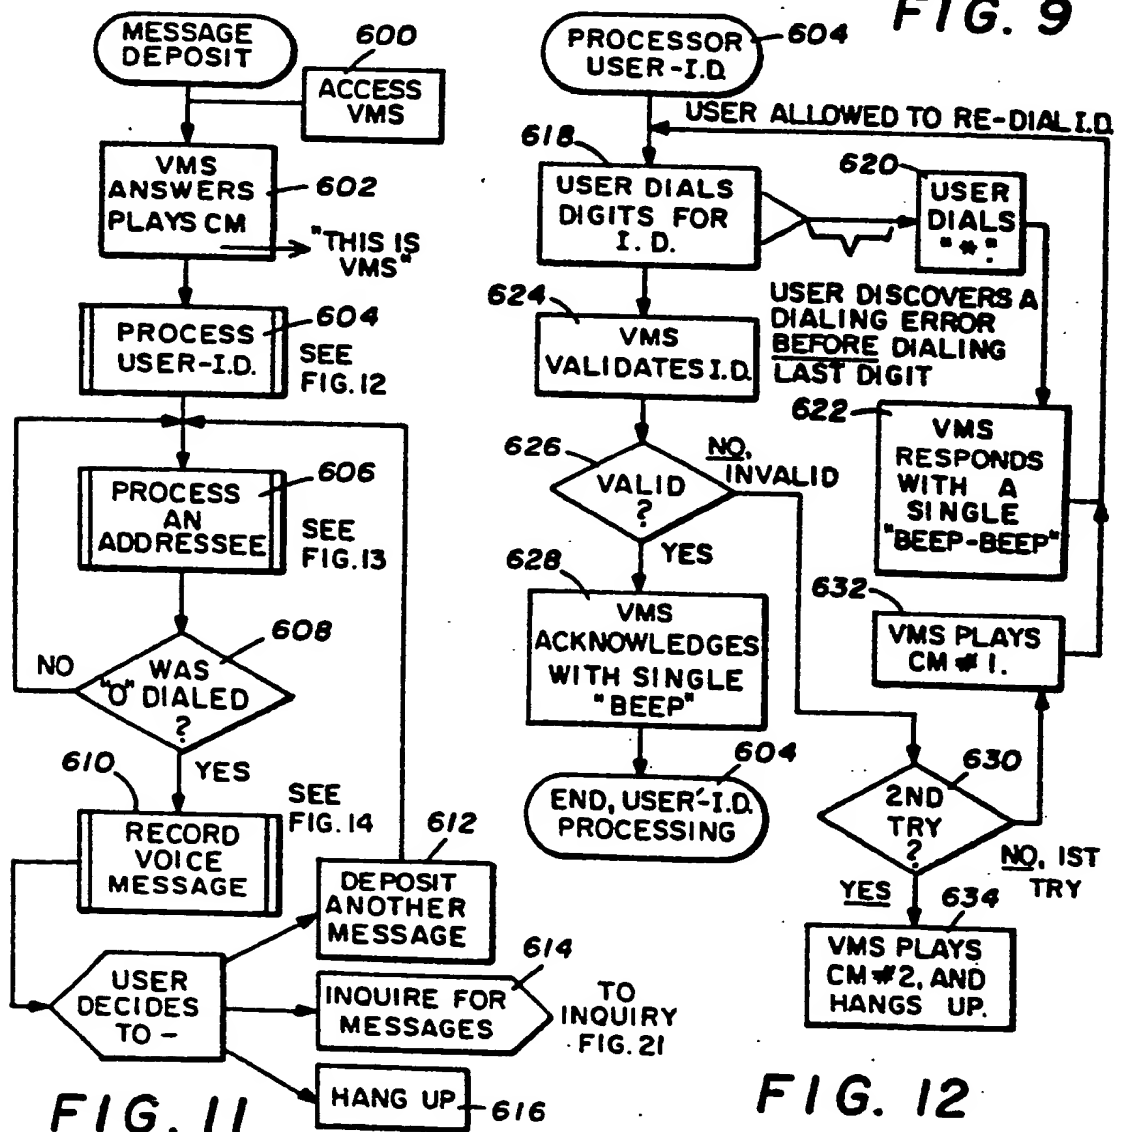 FIG. 9
MESSAGE
DEPOSIT
600
ACCESS
VMS
VMS
ANSWERS
PLAYS CM
602
"THIS IS
VMS"
PROCESS
USER-I.D.
604
SEE
FIG.12
PROCESS
AN
ADDRESSEE
606
SEE
FIG.13
608
NO
WAS
"O" DIALED
?
YES
610
SEE
FIG.14
RECORD
VOICE
MESSAGE
612
DEPOSIT
ANOTHER
MESSAGE
USER
DECIDES
TO -
614
INQUIRE FOR
MESSAGES
TO
INQUIRY
FIG.21
HANG UP
616
FIG. 11
PROCESSOR
USER-I.D.
604
USER ALLOWED TO RE-DIAL I.D.
618
USER DIALS
DIGITS FOR
I. D.
620
USER
DIALS
"*".
USER DISCOVERS A
DIALING ERROR
BEFORE DIALING
LAST DIGIT
624
VMS
VALIDATES I.D.
622
VMS
RESPONDS
WITH A
SINGLE
"BEEP-BEEP"
626
VALID
?
NO,
INVALID
YES
628
VMS
ACKNOWLEDGES
WITH SINGLE
"BEEP"
632
VMS PLAYS
CM # 1.
604
END, USER'-I.D.
PROCESSING
630
2ND
TRY
?
NO, IST
TRY
YES
634
VMS PLAYS
CM #2, AND
HANGS UP.
FIG. 12